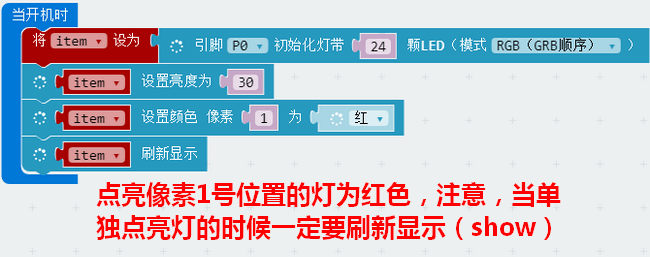 当开机时
将 item 设为 引脚 P0 初始化灯带 24 颗LED（模式 RGB（GRB顺序））
item 设置亮度为 30
item 设置颜色 像素 1 为 红
item 刷新显示
点亮像素1号位置的灯为红色，注意，当单
独点亮灯的时候一定要刷新显示（show）